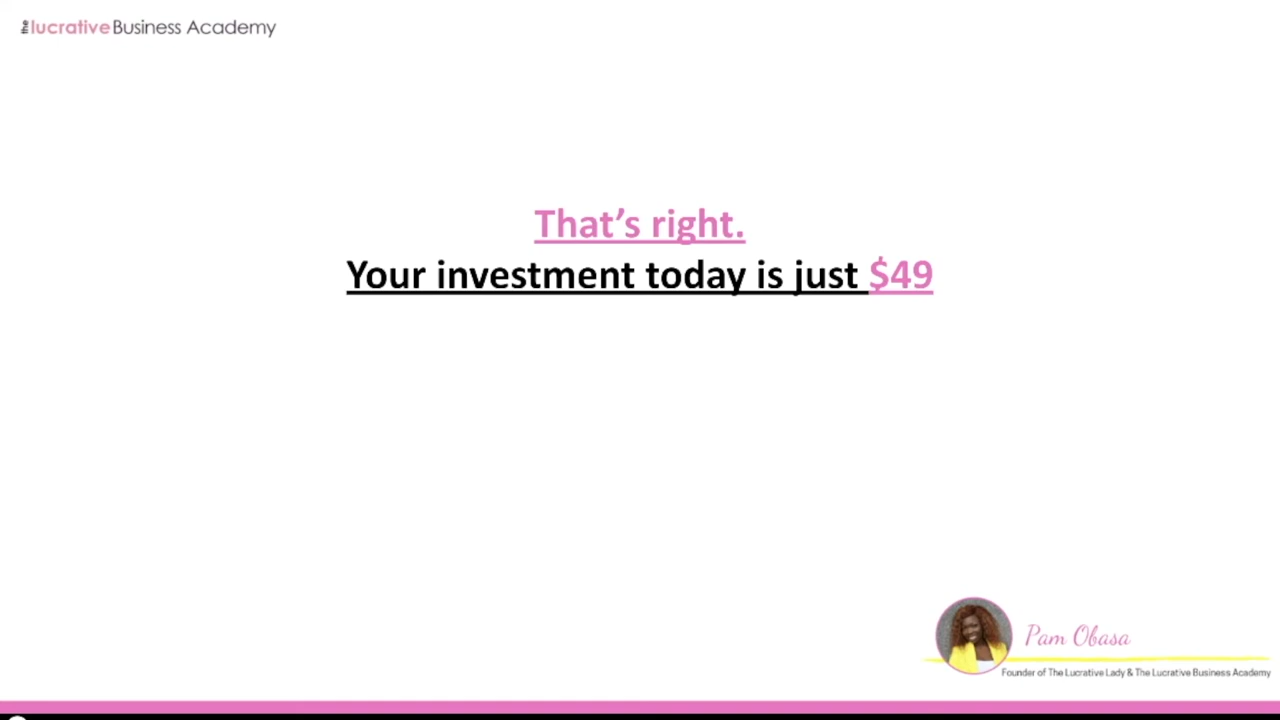 the lucrative Business Academy
That's right.
Your investment today is just $49
Pam Obasa
Founder of The Lucrative Lady & The Lucrative Business Academy